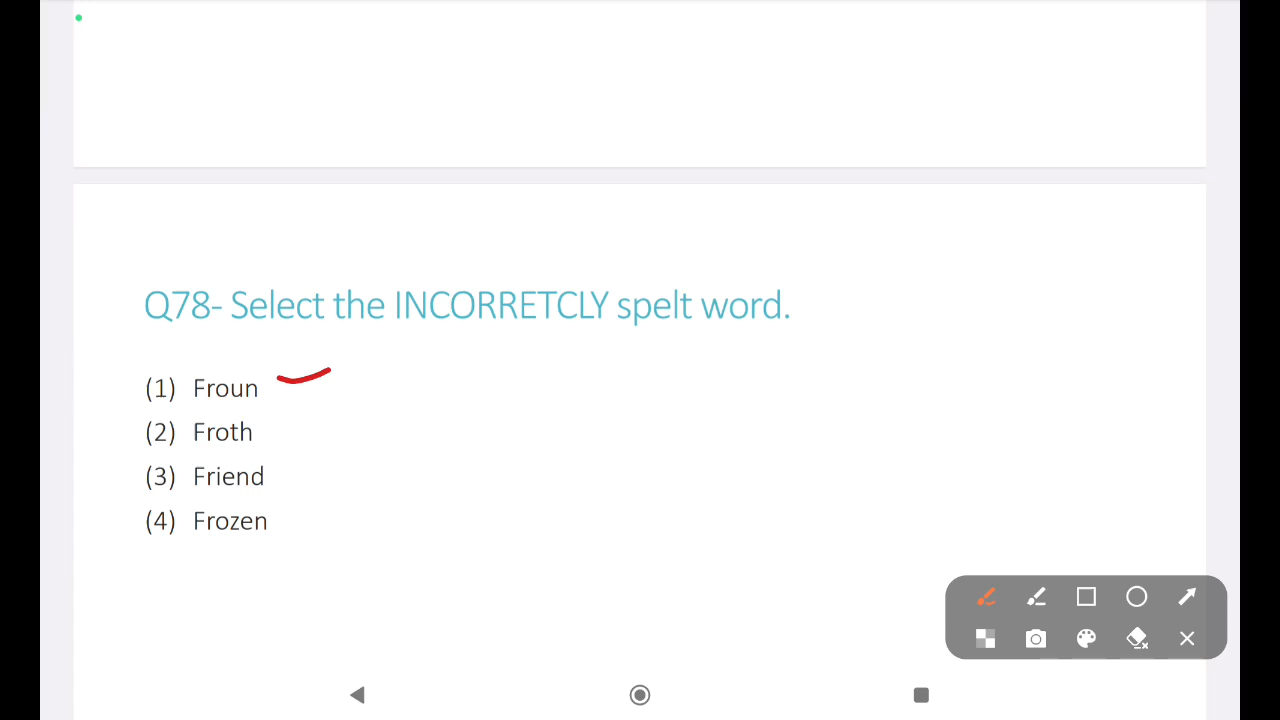 Q78- Select the INCORRETCLY spelt word.
(1) Froun
(2) Froth
(3) Friend
(4) Frozen